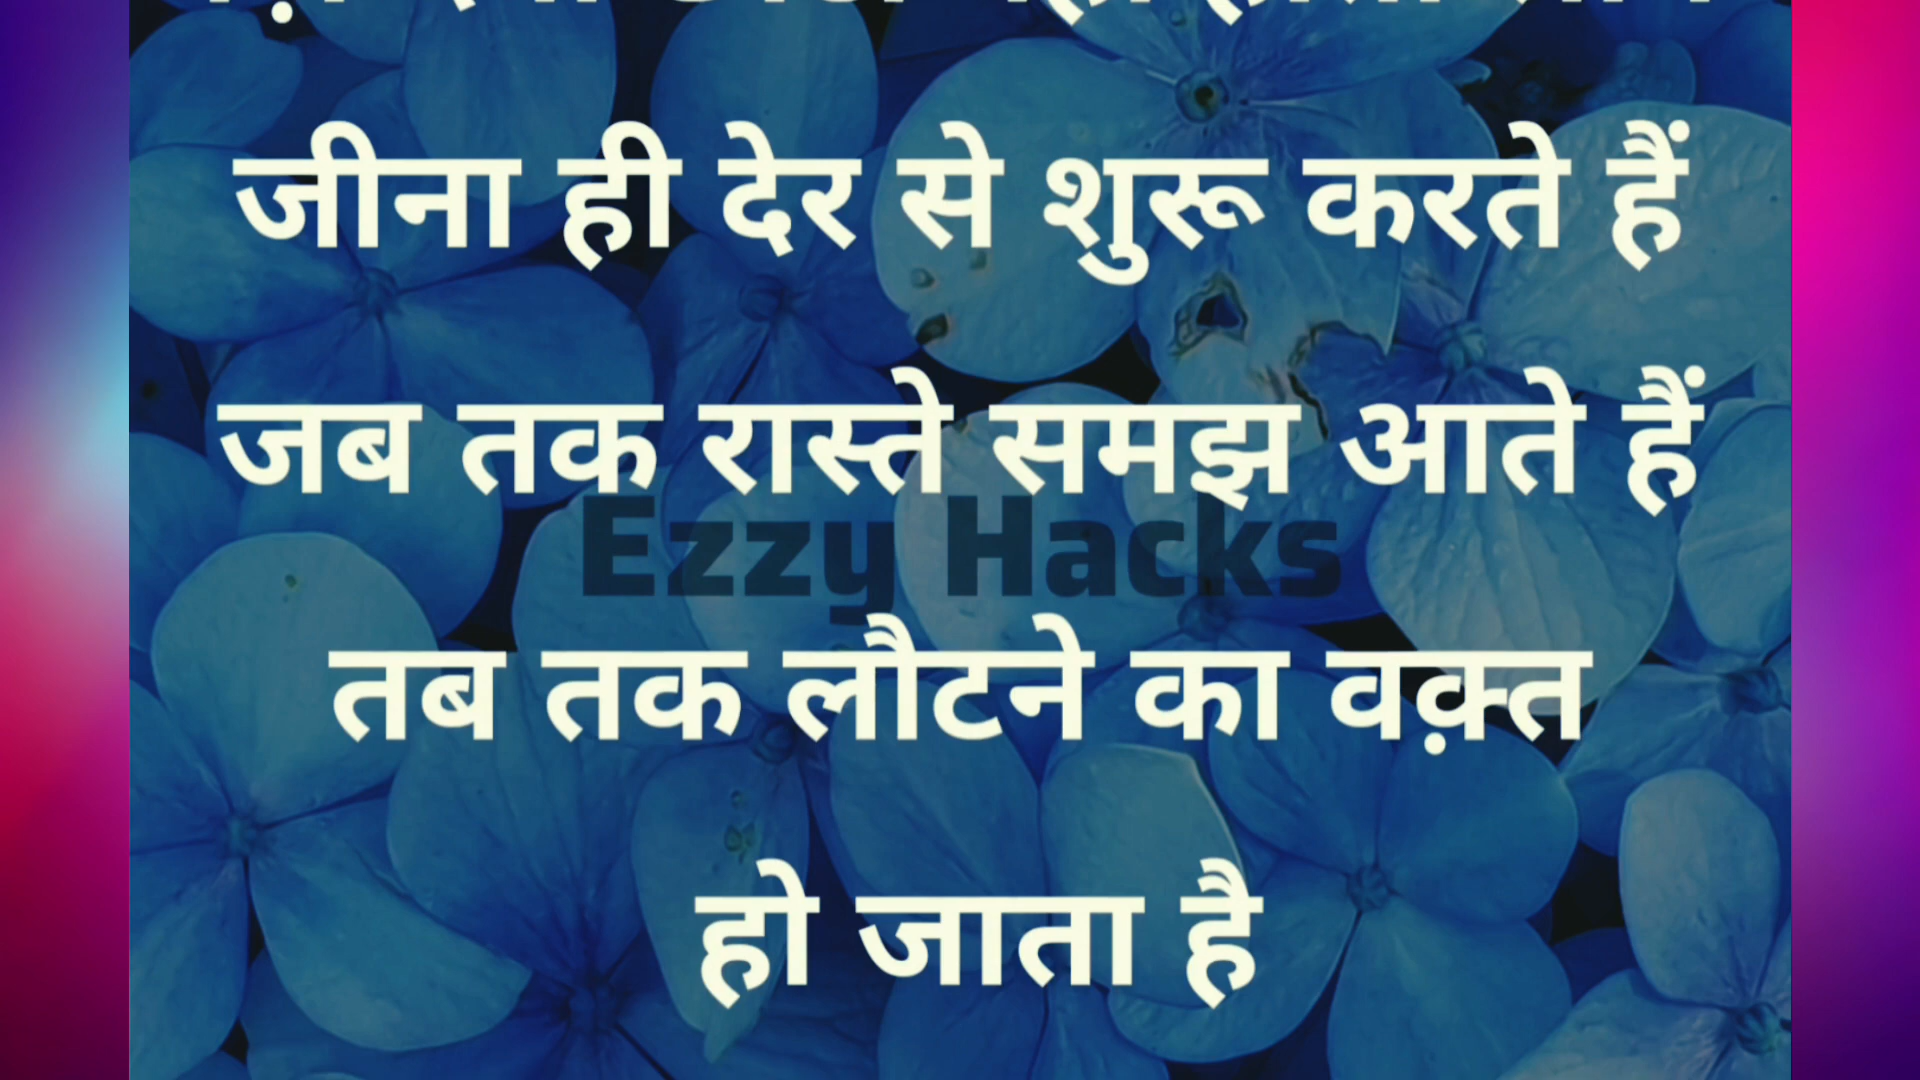 जीना ही देर से शुरू करते हैं
जब तक रास्ते समझ आते हैं
Ezzy Hacks
तब तक लौटने का वक़्त
हो जाता है